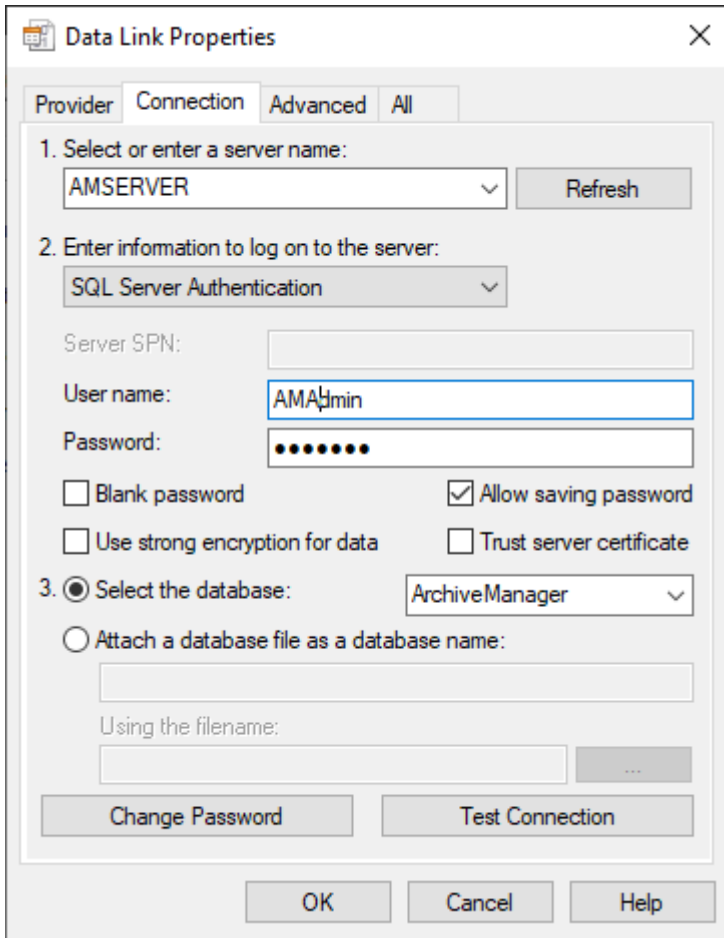 Data Link Properties
Provider Connection Advanced All
1. Select or enter a server name:
AMSERVER Refresh
2. Enter information to log on to the server:
SQL Server Authentication
Server SPN:
User name: AMAdmin
Password: ●●●●●●●
Blank password Allow saving password
Use strong encryption for data Trust server certificate
3. Select the database: ArchiveManager
Attach a database file as a database name:
Using the filename:
...
Change Password Test Connection
OK Cancel Help